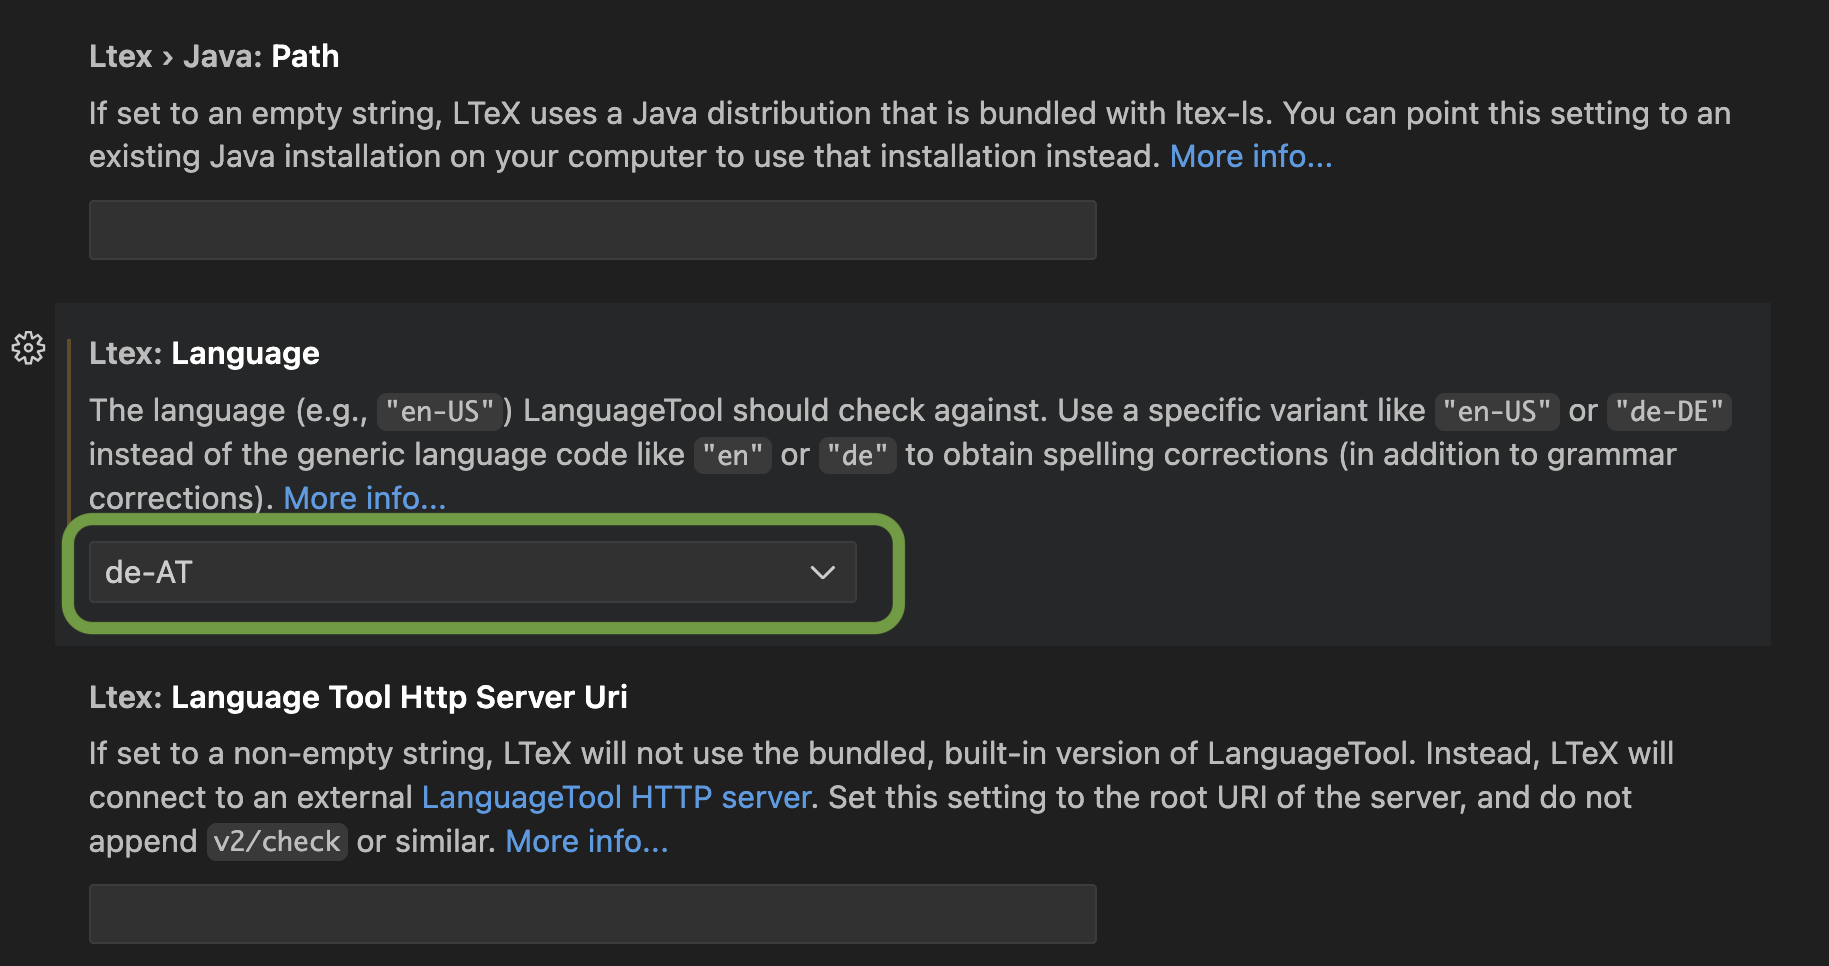 Ltex › Java: Path
If set to an empty string, LTeX uses a Java distribution that is bundled with ltex-ls. You can point this setting to an
existing Java installation on your computer to use that installation instead. More info...
Ltex: Language
The language (e.g., "en-US") LanguageTool should check against. Use a specific variant like "en-US" or "de-DE"
instead of the generic language code like "en" or "de" to obtain spelling corrections (in addition to grammar
corrections). More info...
de-AT
Ltex: Language Tool Http Server Uri
If set to a non-empty string, LTeX will not use the bundled, built-in version of LanguageTool. Instead, LTeX will
connect to an external LanguageTool HTTP server. Set this setting to the root URI of the server, and do not
append v2/check or similar. More info...